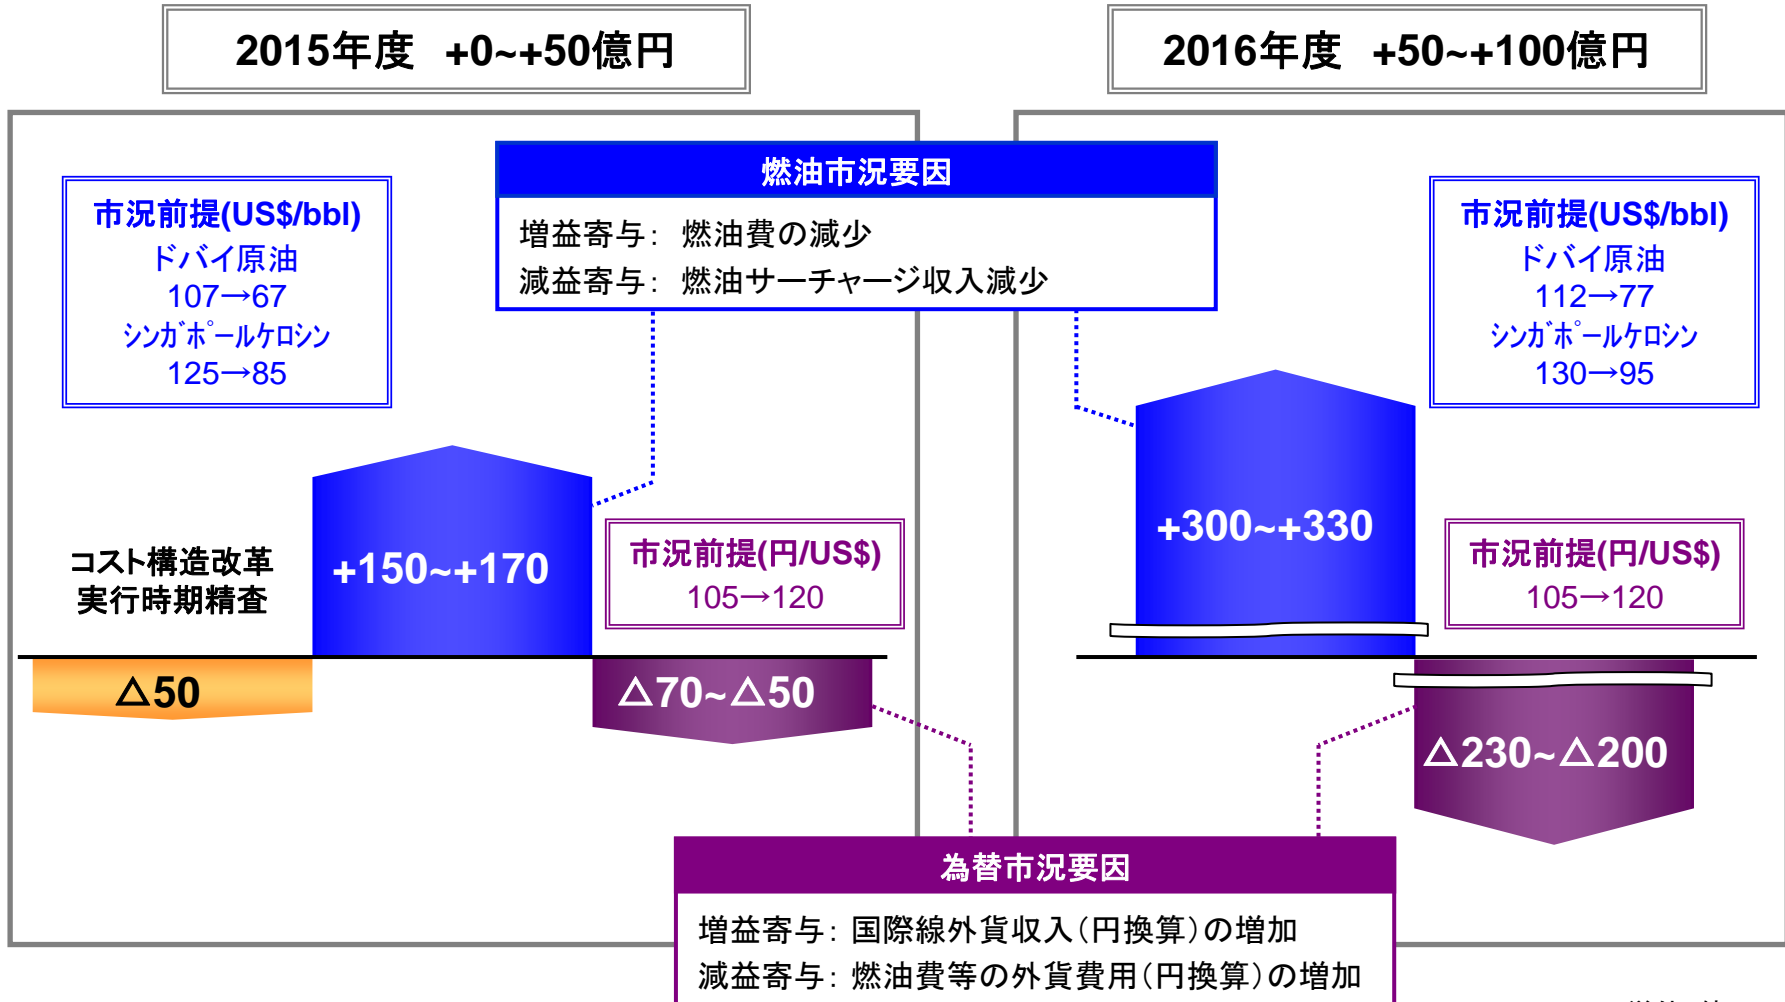 2015年度 +0~+50億円
2016年度 +50~+100億円
燃油市況要因
増益寄与： 燃油費の減少
減益寄与： 燃油サーチャージ収入減少
市況前提(US$/bbl)
ドバイ原油
107→67
ｼﾝｶﾞﾎﾟｰﾙｹﾛｼﾝ
125→85
市況前提(US$/bbl)
ドバイ原油
112→77
ｼﾝｶﾞﾎﾟｰﾙｹﾛｼﾝ
130→95
コスト構造改革
実行時期精査
△50
+150~+170
市況前提(円/US$)
105→120
△70~△50
+300~+330
市況前提(円/US$)
105→120
△230~△200
為替市況要因
増益寄与： 国際線外貨収入（円換算）の増加
減益寄与： 燃油費等の外貨費用（円換算）の増加